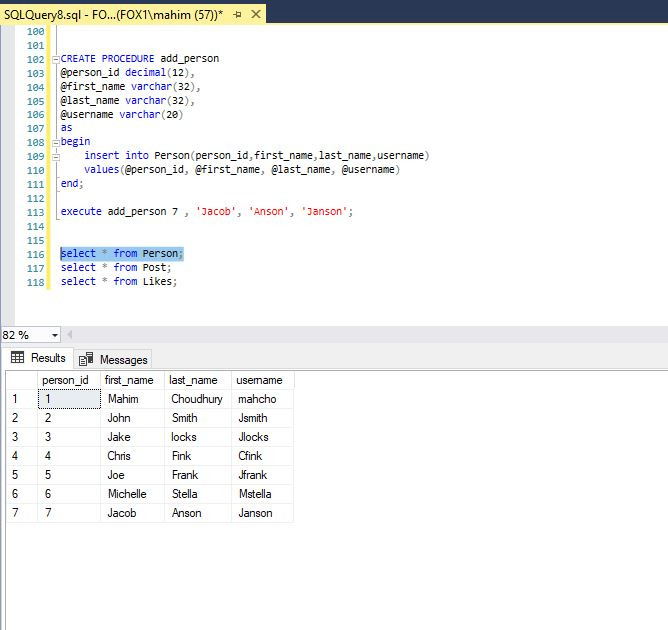 SQLQuery8.sql - FO...(FOX1\mahim (57))*
100
101
102 CREATE PROCEDURE add_person
103 @person_id decimal(12),
104 @first_name varchar(32),
105 @last_name varchar(32),
106 @username varchar(20)
107 as
108 begin
109 insert into Person(person_id,first_name,last_name,username)
110 values(@person_id, @first_name, @last_name, @username)
111 end;
112
113 execute add_person 7 , 'Jacob', 'Anson', 'Janson';
114
115
116 select * from Person;
117 select * from Post;
118 select * from Likes;
82 %
Results Messages
person_id first_name last_name username
1 1 Mahim Choudhury mahcho
2 2 John Smith Jsmith
3 3 Jake locks Jlocks
4 4 Chris Fink Cfink
5 5 Joe Frank Jfrank
6 6 Michelle Stella Mstella
7 7 Jacob Anson Janson